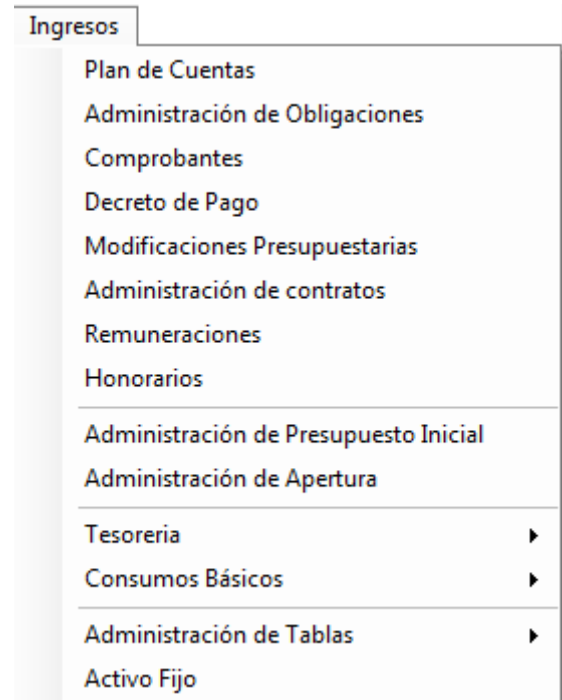 Ingresos
Plan de Cuentas
Administración de Obligaciones
Comprobantes
Decreto de Pago
Modificaciones Presupuestarias
Administración de contratos
Remuneraciones
Honorarios
Administración de Presupuesto Inicial
Administración de Apertura
Tesoreria
Consumos Básicos
Administración de Tablas
Activo Fijo